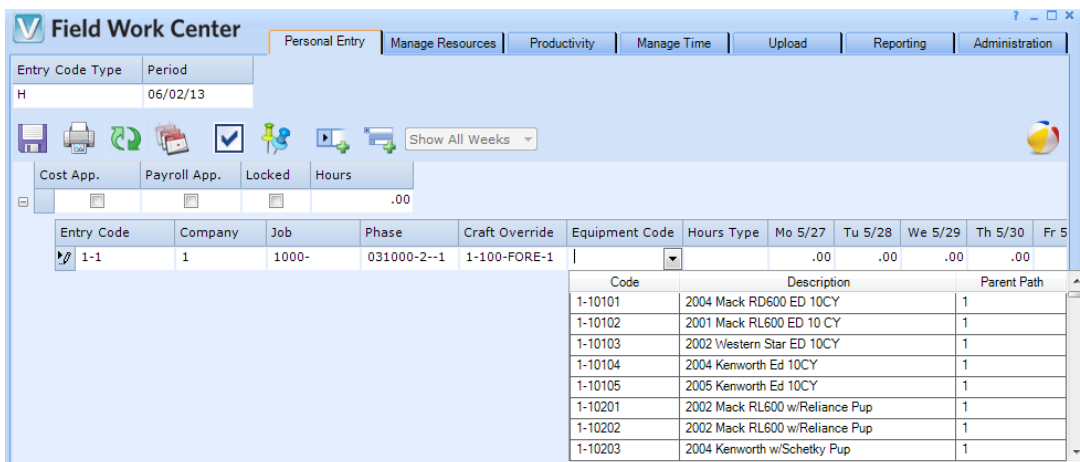 ? _ □ X
V Field Work Center
Personal Entry Manage Resources Productivity Manage Time Upload Reporting Administration
Entry Code Type Period
H 06/02/13
Show All Weeks
Cost App. Payroll App. Locked Hours
.00
Entry Code Company Job Phase Craft Override Equipment Code Hours Type Mo 5/27 Tu 5/28 We 5/29 Th 5/30 Fr 5
1-1 1 1000- 031000-2--1 1-100-FORE-1 .00 .00 .00 .00
Code Description Parent Path
1-10101 2004 Mack RD600 ED 10CY 1
1-10102 2001 Mack RL600 ED 10 CY 1
1-10103 2002 Western Star ED 10CY 1
1-10104 2004 Kenworth Ed 10CY 1
1-10105 2005 Kenworth Ed 10CY 1
1-10201 2002 Mack RL600 w/Reliance Pup 1
1-10202 2002 Mack RL600 w/Reliance Pup 1
1-10203 2004 Kenworth w/Schetky Pup 1